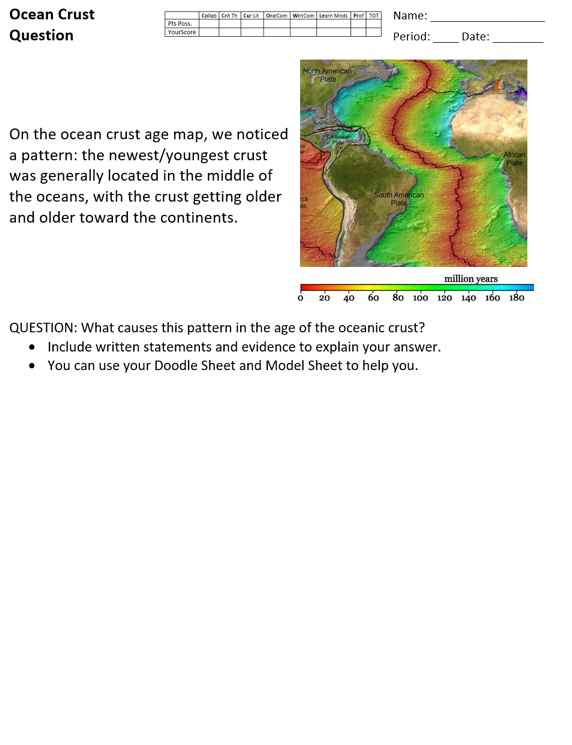 Ocean Crust
Question
Collab Crit Th Cur Lit OralCom WritCom Learn Mnds Prof TOT
Pts Poss.
YourScore
Name: __________________
Period: ____ Date: ________
On the ocean crust age map, we noticed
a pattern: the newest/youngest crust
was generally located in the middle of
the oceans, with the crust getting older
and older toward the continents.
North American
Plate
African
Plate
South American
Plate
million years
0 20 40 60 80 100 120 140 160 180
QUESTION: What causes this pattern in the age of the oceanic crust?
• Include written statements and evidence to explain your answer.
• You can use your Doodle Sheet and Model Sheet to help you.